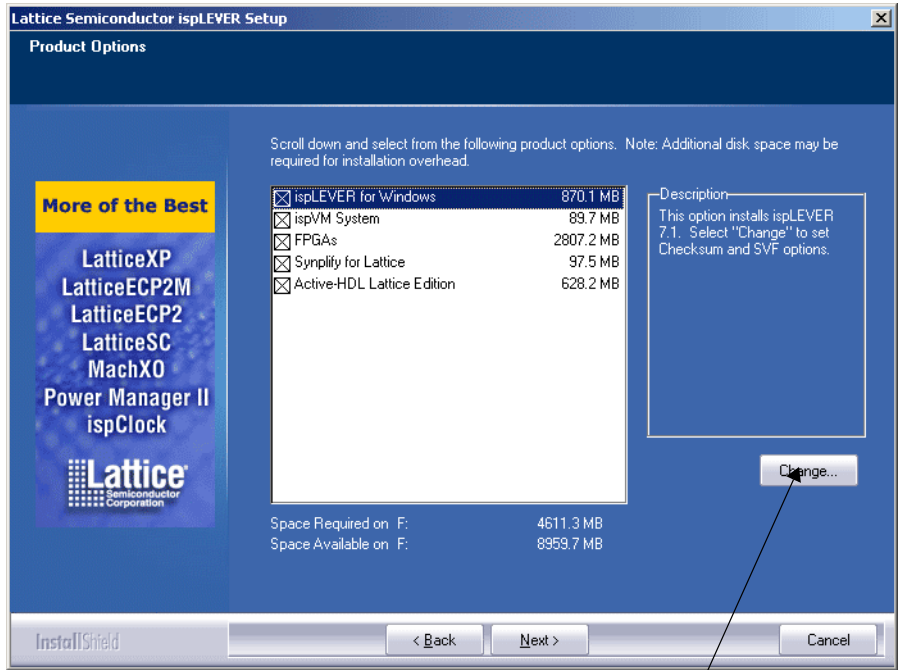 Lattice Semiconductor ispLEVER Setup
Product Options
Scroll down and select from the following product options. Note: Additional disk space may be
required for installation overhead.
More of the Best
LatticeXP
LatticeECP2M
LatticeECP2
LatticeSC
MachXO
Power Manager II
ispClock
Lattice
Semiconductor
Corporation
ispLEVER for Windows 870.1 MB
ispVM System 89.7 MB
FPGAs 2807.2 MB
Synplify for Lattice 97.5 MB
Active-HDL Lattice Edition 628.2 MB
Description
This option installs ispLEVER
7.1. Select "Change" to set
Checksum and SVF options.
Change...
Space Required on F: 4611.3 MB
Space Available on F: 8959.7 MB
InstallShield
< Back
Next >
Cancel